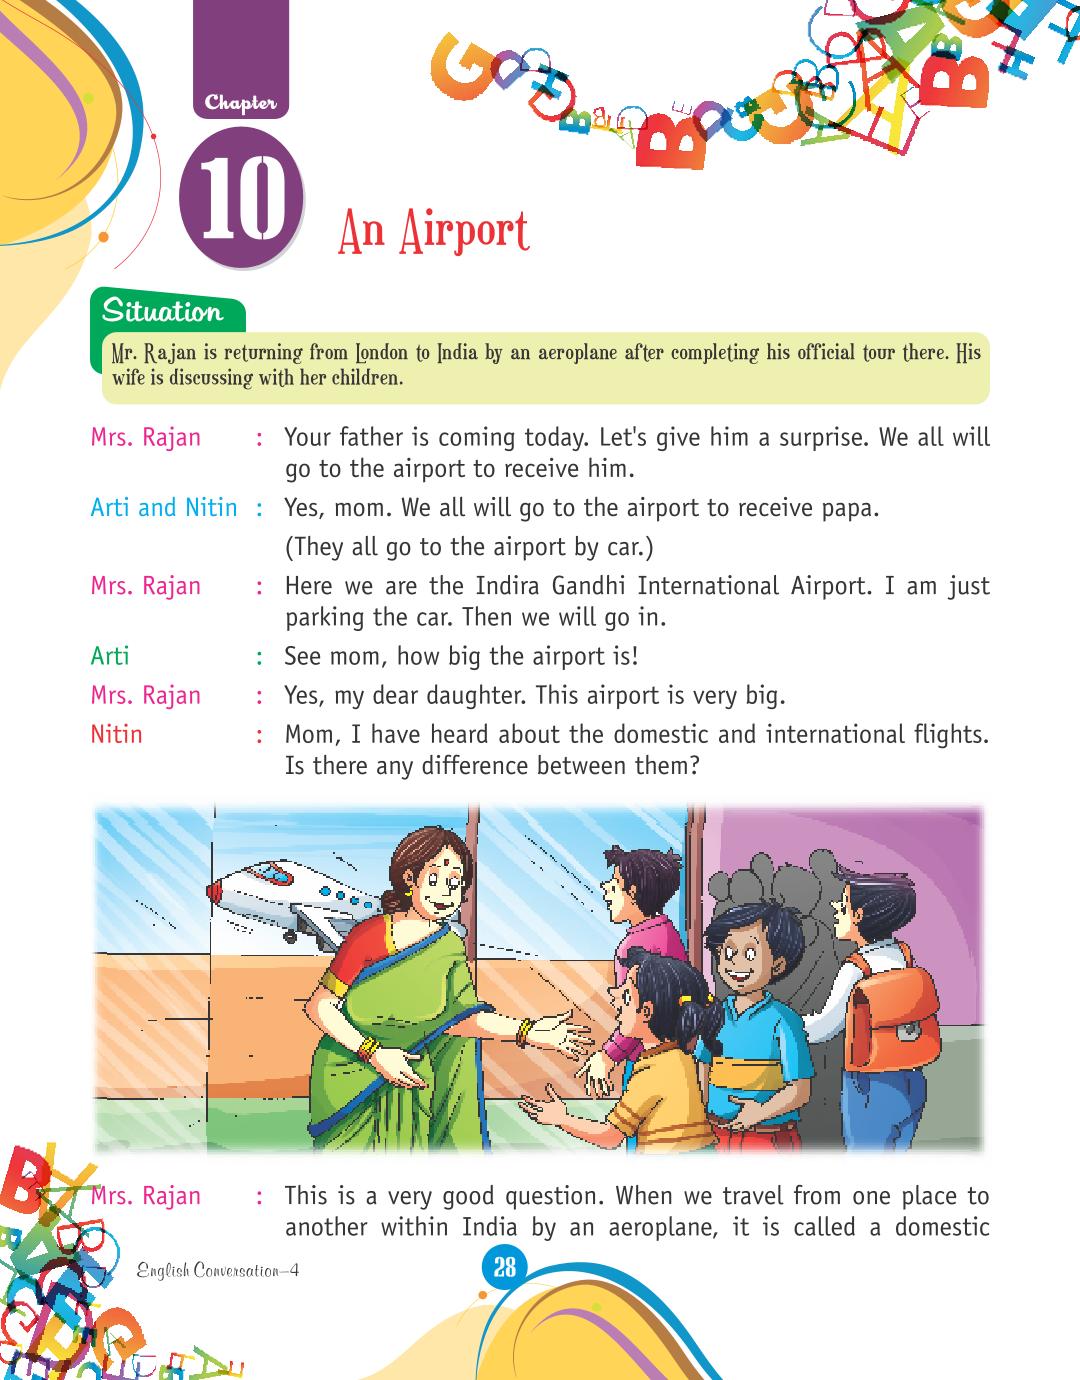 Chapter
10
An Airport
Situation
Mr. Rajan is returning from London to India by an aeroplane after completing his official tour there. His
wife is discussing with her children.
Mrs. Rajan : Your father is coming today. Let's give him a surprise. We all will
go to the airport to receive him.
Arti and Nitin : Yes, mom. We all will go to the airport to receive papa.
(They all go to the airport by car.)
Mrs. Rajan : Here we are the Indira Gandhi International Airport. I am just
parking the car. Then we will go in.
Arti : See mom, how big the airport is!
Mrs. Rajan : Yes, my dear daughter. This airport is very big.
Nitin : Mom, I have heard about the domestic and international flights.
Is there any difference between them?
Mrs. Rajan : This is a very good question. When we travel from one place to
another within India by an aeroplane, it is called a domestic
English Conversation–4
28